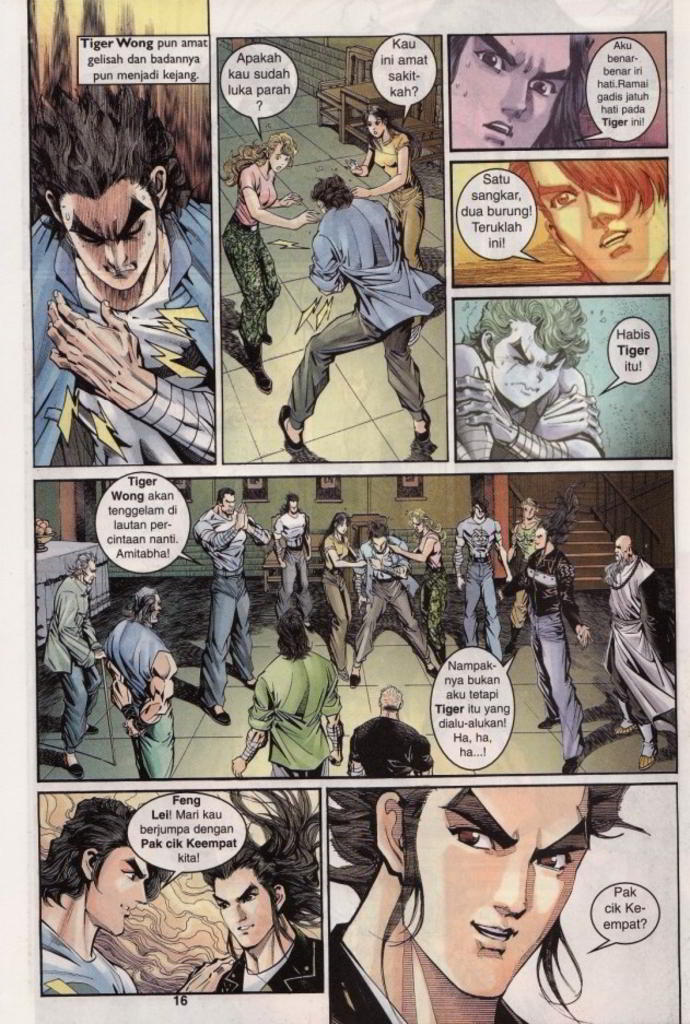 Tiger Wong pun amat
gelisah dan badannya
pun menjadi kejang.
Apakah
kau sudah
luka parah
?
Kau
ini amat
sakit-
kah?
Aku
benar-
benar iri
hati.Ramai
gadis jatuh
hati pada
Tiger ini!
Satu
sangkar,
dua burung!
Teruklah
ini!
Habis
Tiger
itu!
Tiger
Wong akan
tenggelam di
lautan per-
cintaan nanti.
Amitabha!
Nampak-
nya bukan
aku tetapi
Tiger itu yang
dialu-alukan!
Ha, ha,
ha...!
Feng
Lei! Mari kau
berjumpa dengan
Pak cik Keempat
kita!
Pak
cik Ke-
empat?
16